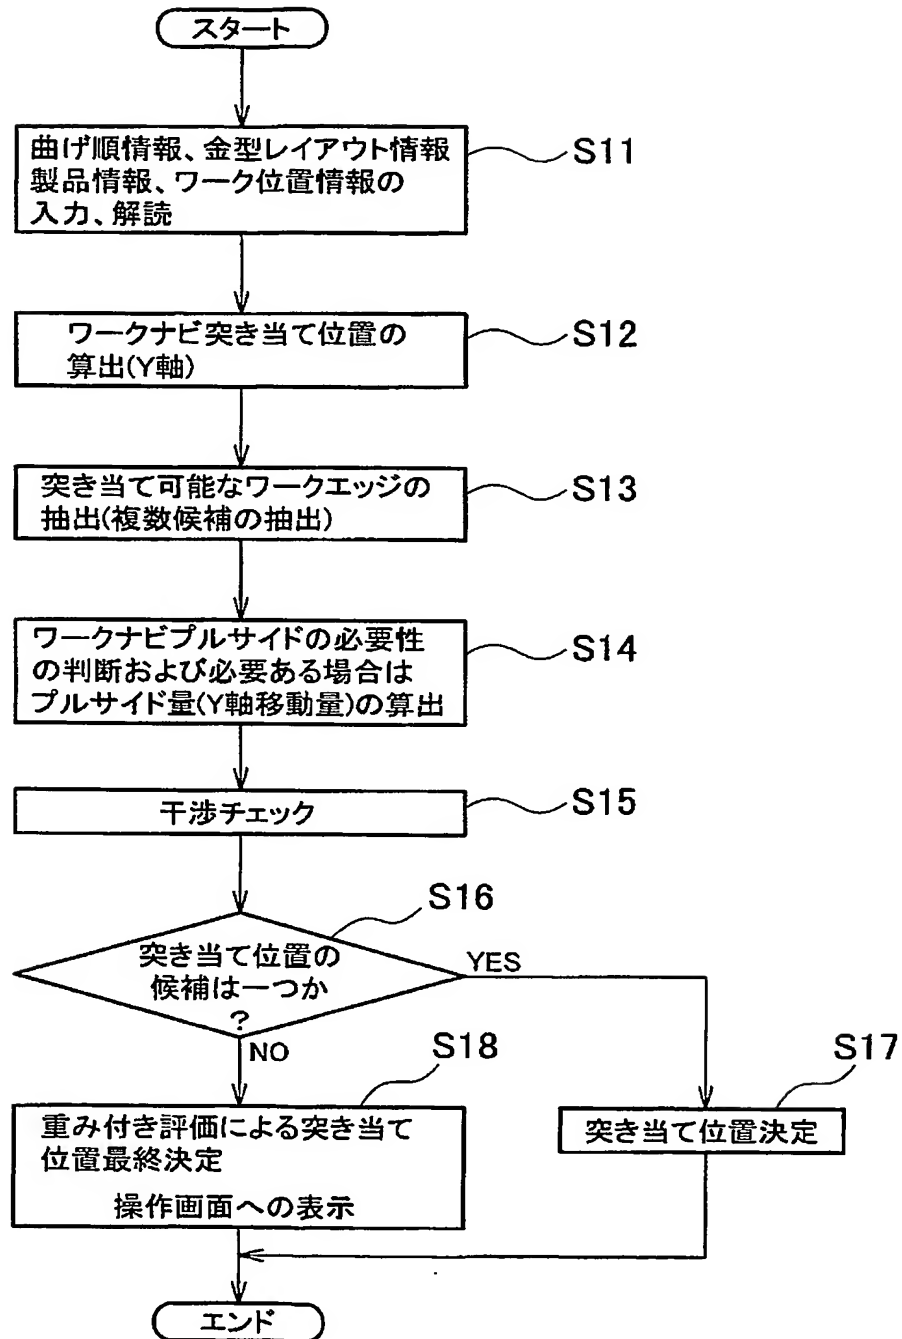 スタート
曲げ順情報、金型レイアウト情報
製品情報、ワーク位置情報の
入力、解読
S11
ワークナビ突き当て位置の
算出(Y軸)
S12
突き当て可能なワークエッジの
抽出(複数候補の抽出)
S13
ワークナビプルサイドの必要性
の判断および必要ある場合は
プルサイド量(Y軸移動量)の算出
S14
干渉チェック
S15
S16
突き当て位置の
候補は一つか
?
YES
NO
S18
S17
重み付き評価による突き当て
位置最終決定
操作画面への表示
突き当て位置決定
エンド